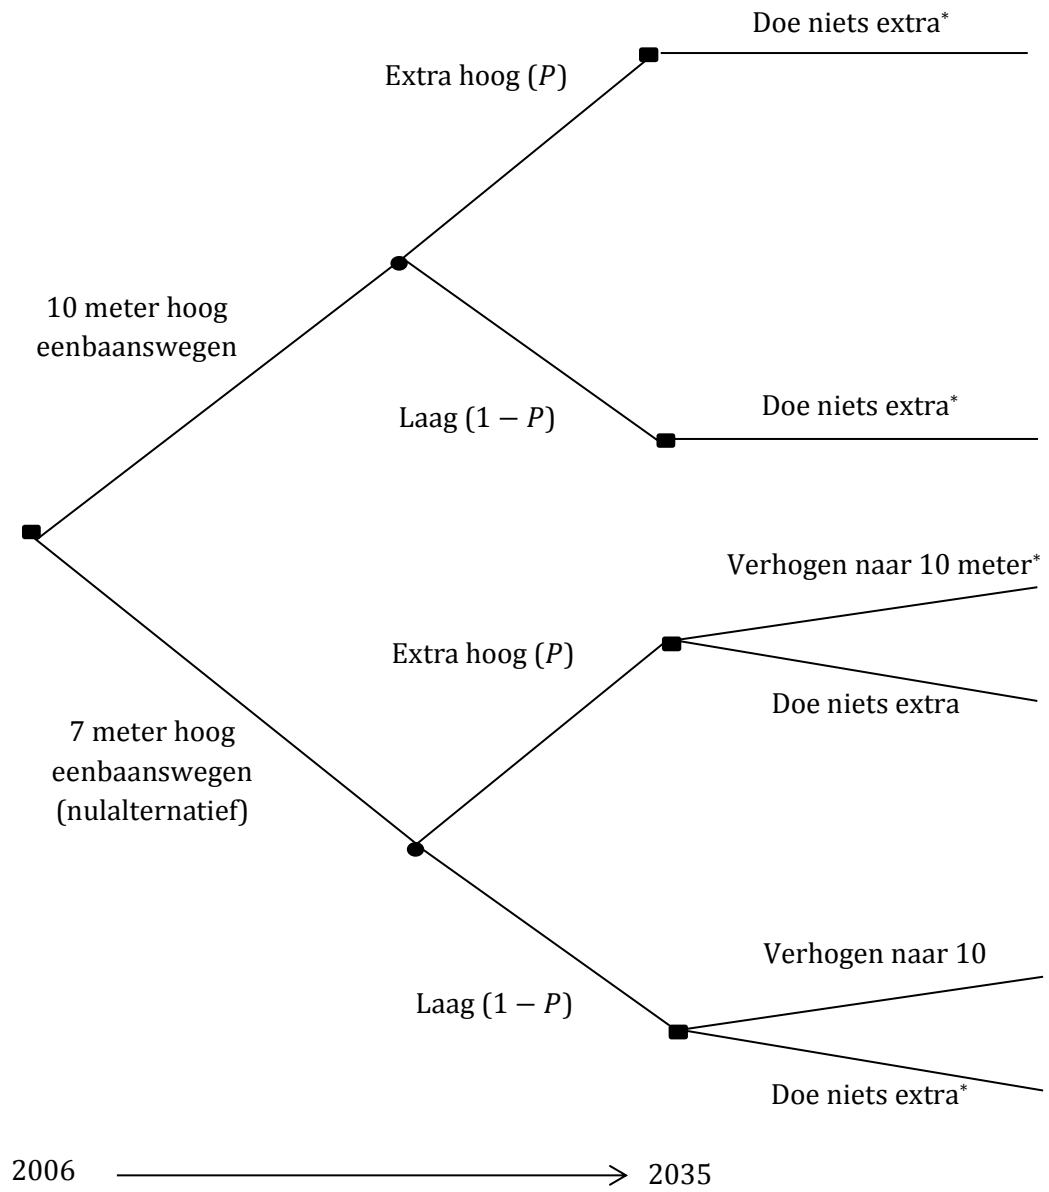 Doe niets extra*
Extra hoog (P)
10 meter hoog
eenbaanswegen
Laag (1 − P)
Doe niets extra*
Verhogen naar 10 meter*
Extra hoog (P)
Doe niets extra
7 meter hoog
eenbaanswegen
(nulalternatief)
Verhogen naar 10
Laag (1 − P)
Doe niets extra*
2006
2035